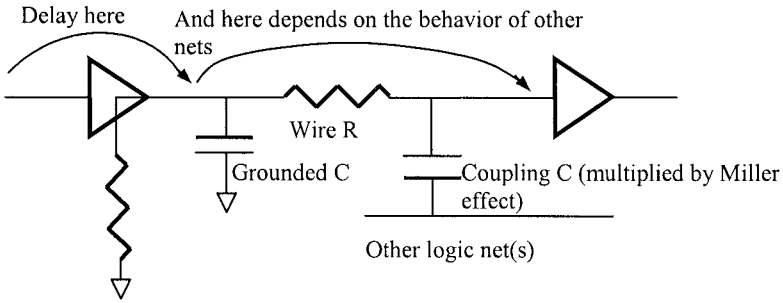 Delay here
And here depends on the behavior of other
nets
Wire R
Grounded C
Coupling C (multiplied by Miller
effect)
Other logic net(s)